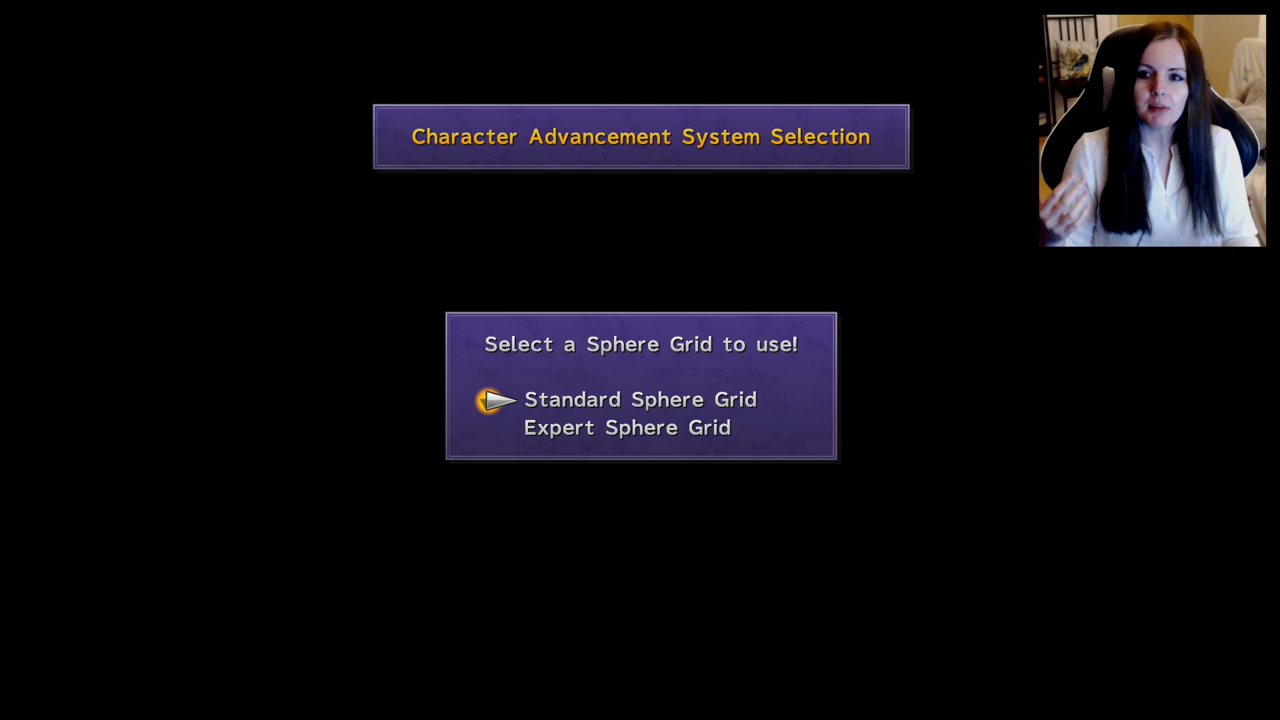 Character Advancement System Selection
Select a Sphere Grid to use!
Standard Sphere Grid
Expert Sphere Grid